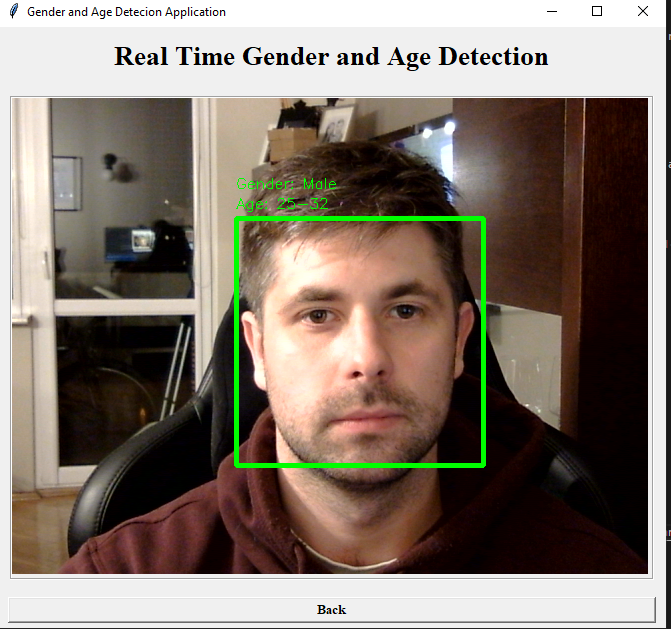 Gender and Age Detecion Application
Real Time Gender and Age Detection
Gender: Male
Age: 25-32
Back